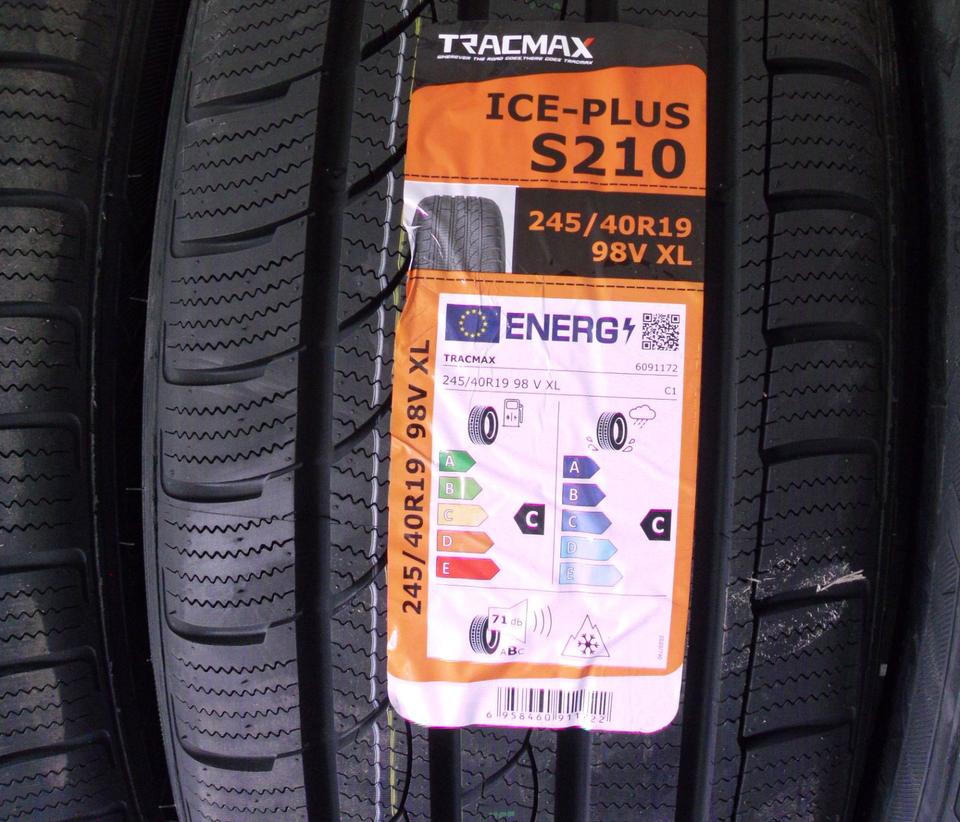 TRACMAX
WHEREVER THE ROAD GOES, THERE GOES TRACMAX
ICE-PLUS
S210
245/40R19
98V XL
245/40R19 98V XL
ENERG
TRACMAX
6091172
245/40R19 98 V XL
C1
A
B
C
D
E
C
A
B
C
D
E
C
71 db
ABC